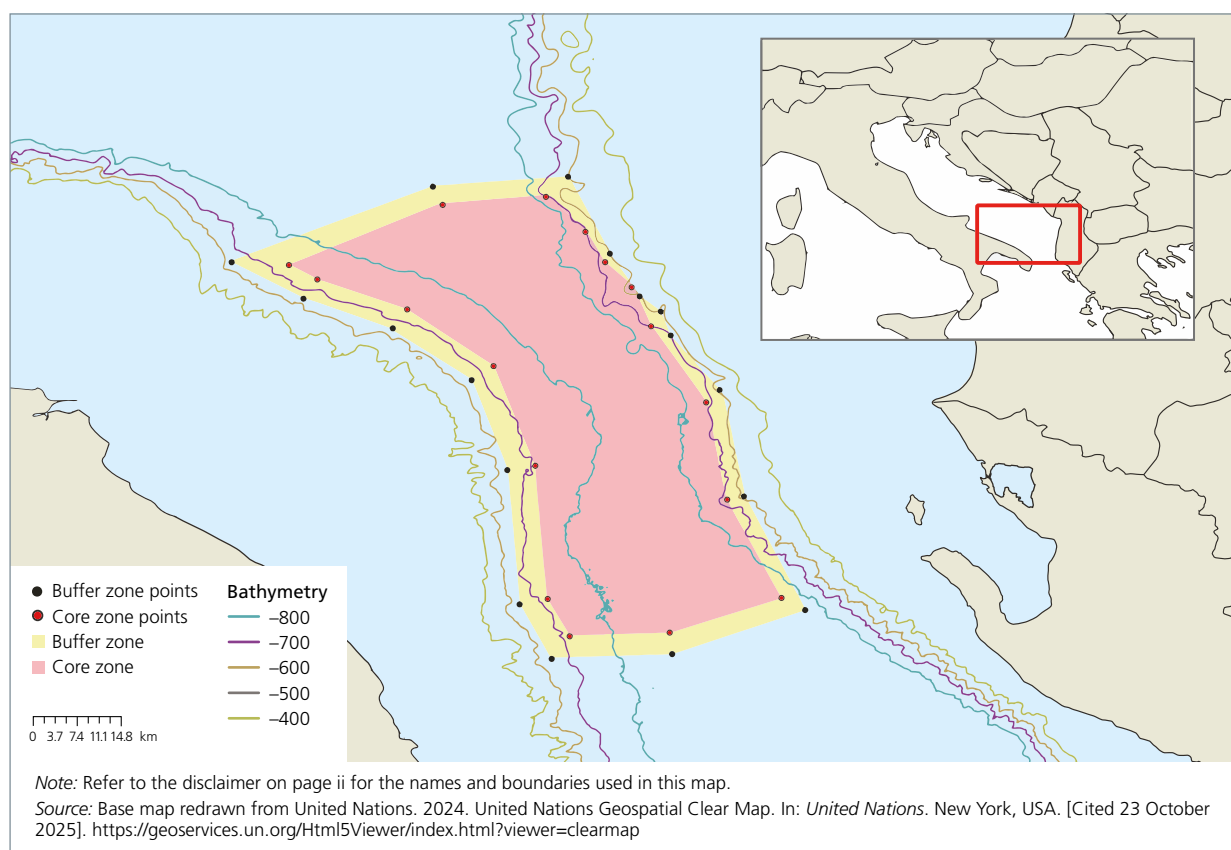 Buffer zone points
Core zone points
Buffer zone
Core zone
0 3.7 7.4 11.1 14.8 km
Bathymetry
–800
–700
–600
–500
–400
Note: Refer to the disclaimer on page ii for the names and boundaries used in this map.
Source: Base map redrawn from United Nations. 2024. United Nations Geospatial Clear Map. In: United Nations. New York, USA. [Cited 23 October
2025]. https://geoservices.un.org/Html5Viewer/index.html?viewer=clearmap